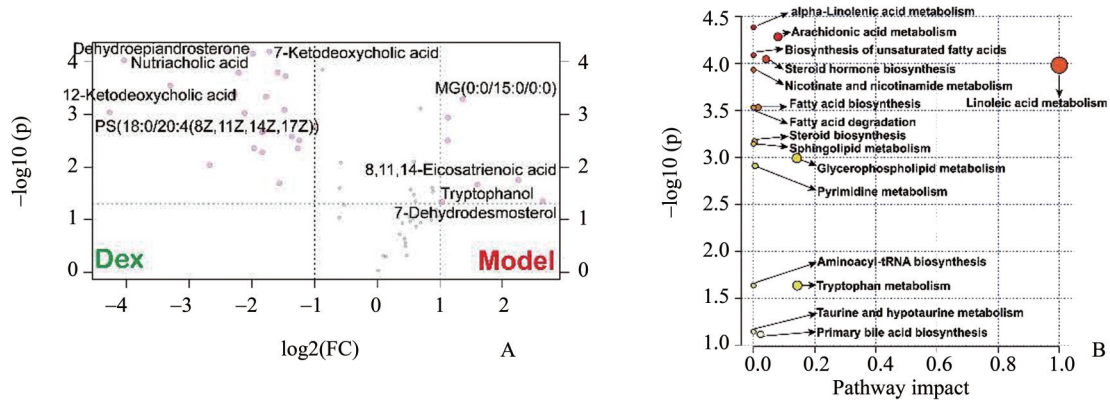 Dehydroepiandrosterone
7-Ketodeoxycholic acid
Nutriacholic acid
12-Ketodeoxycholic acid
MG(0:0/15:0/0:0)
PS(18:0/20:4(8Z,11Z,14Z,17Z))
8,11,14-Eicosatrienoic acid
Tryptophanol
7-Dehydrodesmosterol
Dex
Model
4
3
2
1
0
4
3
2
1
0
−log10 (p)
−4 −3 −2 −1 0 1 2
log2(FC)
A
alpha-Linolenic acid metabolism
Arachidonic acid metabolism
Biosynthesis of unsaturated fatty acids
Steroid hormone biosynthesis
Nicotinate and nicotinamide metabolism
Linoleic acid metabolism
Fatty acid biosynthesis
Fatty acid degradation
Steroid biosynthesis
Sphingolipid metabolism
Glycerophospholipid metabolism
Pyrimidine metabolism
Aminoacyl-tRNA biosynthesis
Tryptophan metabolism
Taurine and hypotaurine metabolism
Primary bile acid biosynthesis
4.5
4.0
3.5
3.0
2.5
2.0
1.5
1.0
−log10 (p)
0.0 0.2 0.4 0.6 0.8 1.0
Pathway impact
B